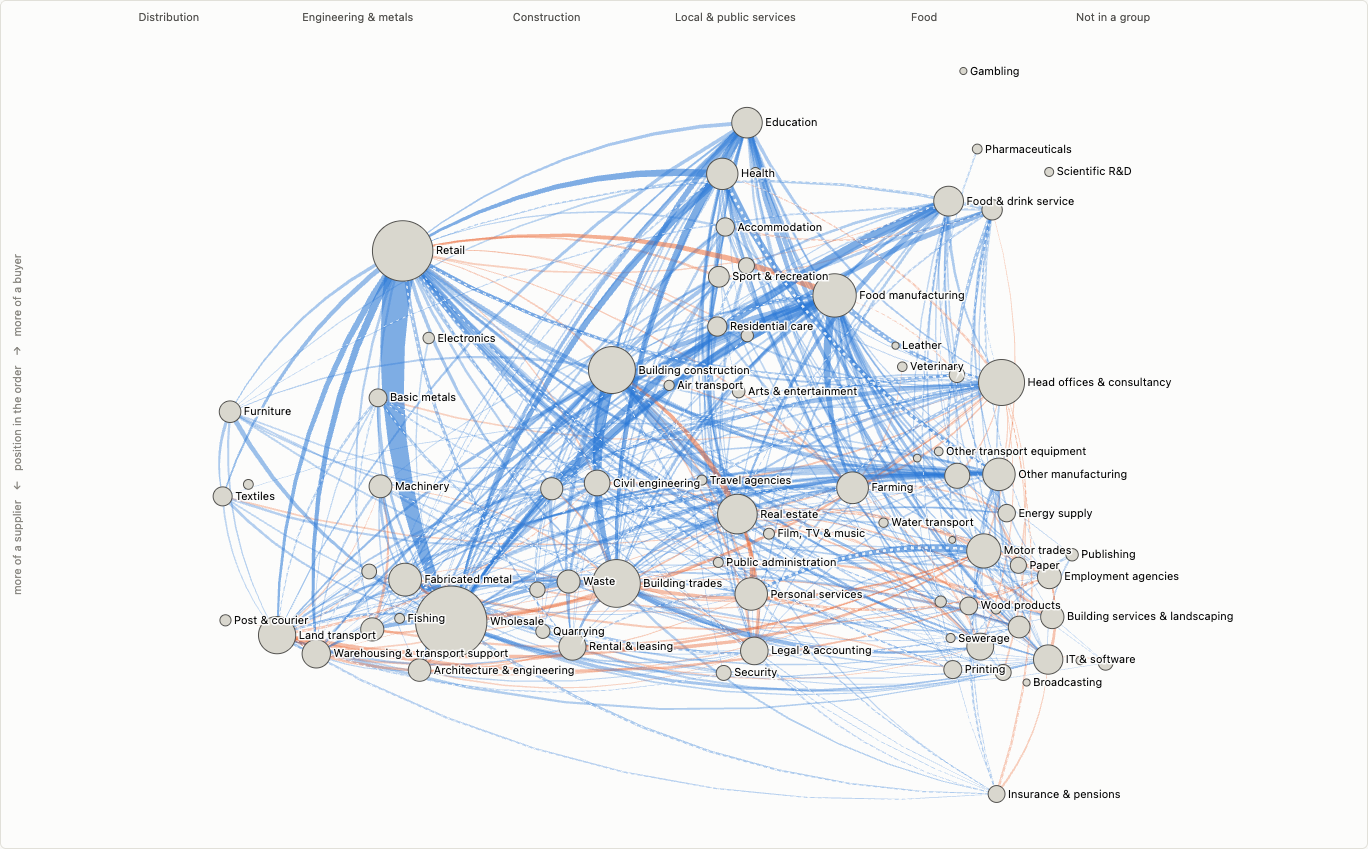 Distribution
Engineering & metals
Construction
Local & public services
Food
Not in a group
more of a supplier ← position in the order → more of a buyer
Gambling
Education
Pharmaceuticals
Health
Scientific R&D
Food & drink service
Accommodation
Retail
Sport & recreation
Food manufacturing
Residential care
Electronics
Leather
Veterinary
Building construction
Air transport
Head offices & consultancy
Arts & entertainment
Basic metals
Furniture
Other transport equipment
Other manufacturing
Travel agencies
Civil engineering
Machinery
Farming
Textiles
Energy supply
Real estate
Water transport
Film, TV & music
Motor trades
Publishing
Public administration
Paper
Employment agencies
Fabricated metal
Waste
Building trades
Personal services
Wood products
Building services & landscaping
Fishing
Post & courier
Wholesale
Quarrying
Land transport
Sewerage
Rental & leasing
Legal & accounting
Warehousing & transport support
IT & software
Architecture & engineering
Security
Printing
Broadcasting
Insurance & pensions